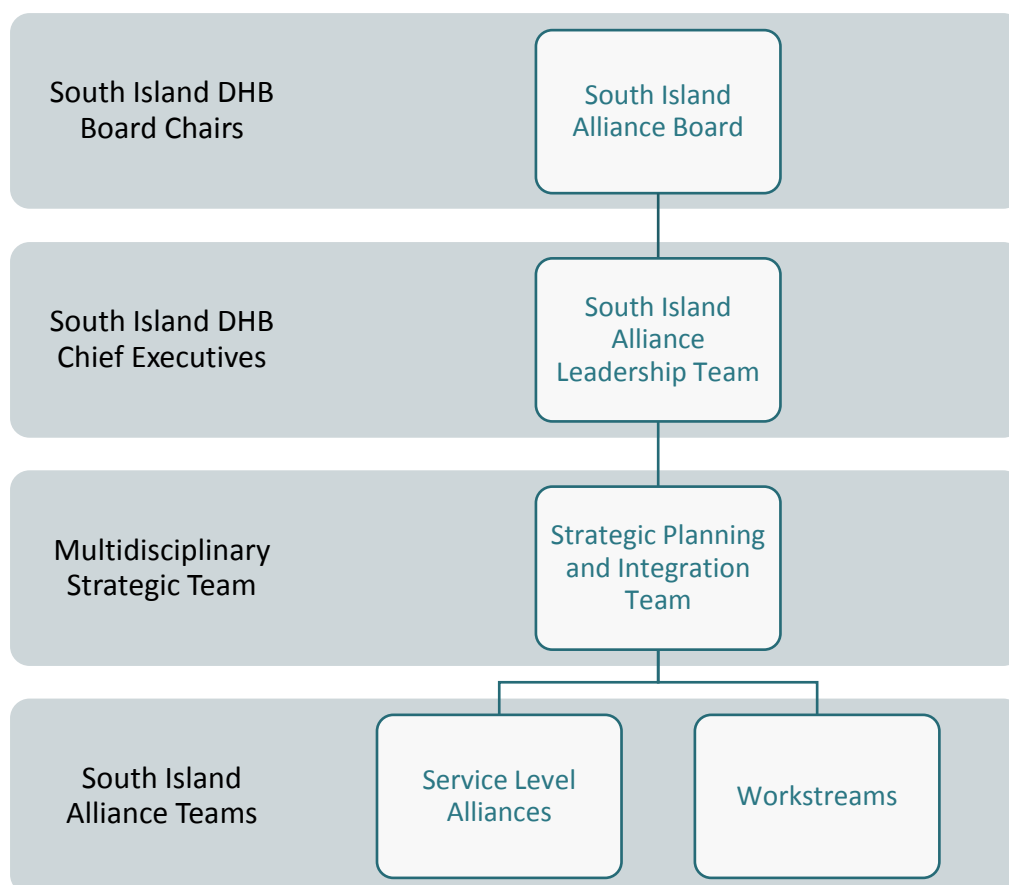 South Island DHB
Board Chairs
South Island
Alliance Board
South Island DHB
Chief Executives
South Island
Alliance
Leadership Team
Multidisciplinary
Strategic Team
Strategic Planning
and Integration
Team
South Island
Alliance Teams
Service Level
Alliances
Workstreams